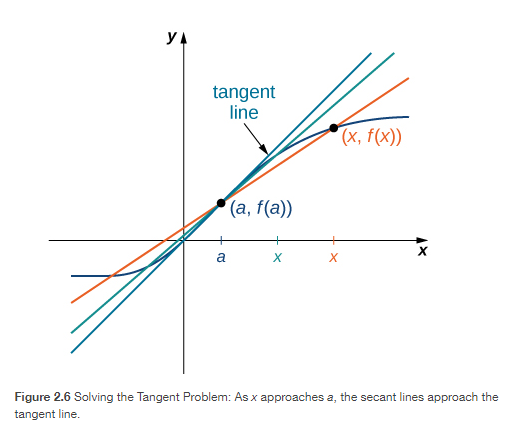 y
tangent
line
(x, f(x))
(a, f(a))
a
x
x
x
Figure 2.6 Solving the Tangent Problem: As x approaches a, the secant lines approach the
tangent line.